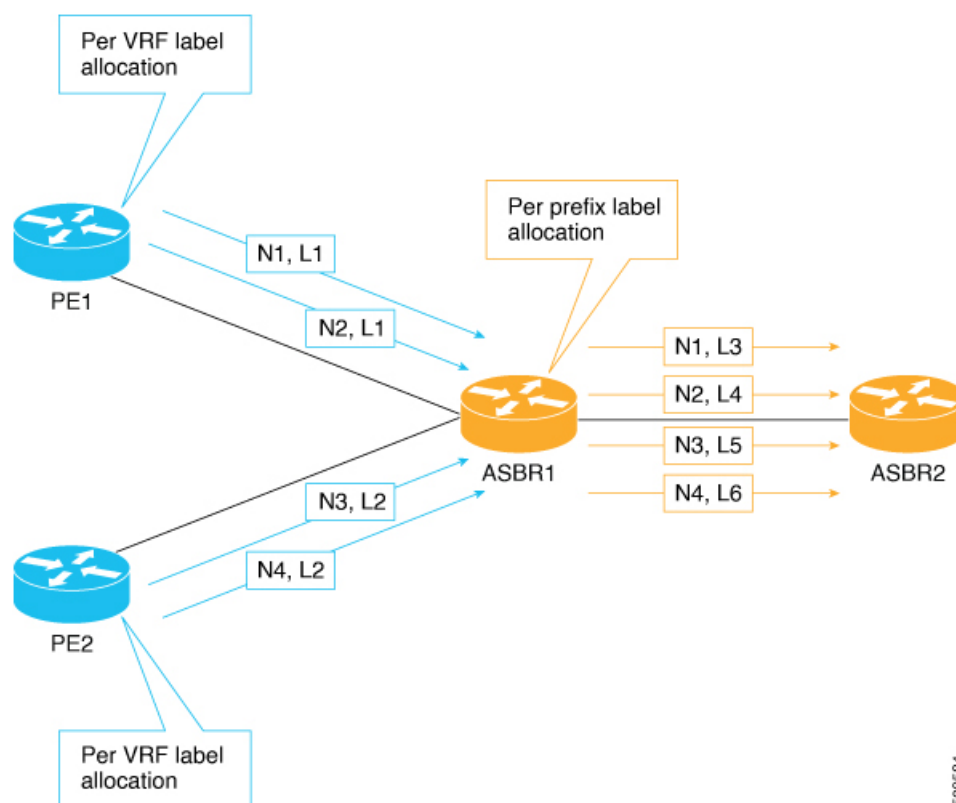 Per VRF label
allocation
PE1
N1, L1
N2, L1
Per prefix label
allocation
ASBR1
N1, L3
N2, L4
N3, L5
N4, L6
ASBR2
N3, L2
N4, L2
PE2
Per VRF label
allocation